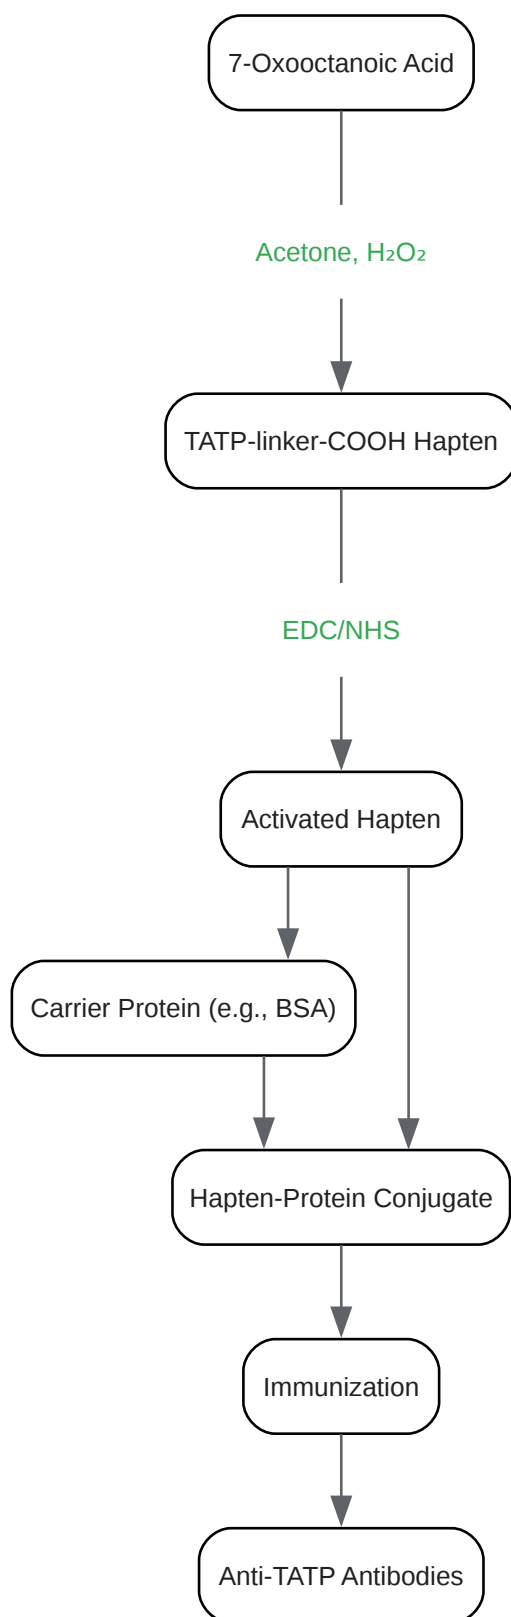 7-Oxooctanoic Acid
Acetone, H₂O₂
TATP-linker-COOH Hapten
EDC/NHS
Activated Hapten
Carrier Protein (e.g., BSA)
Hapten-Protein Conjugate
Immunization
Anti-TATP Antibodies